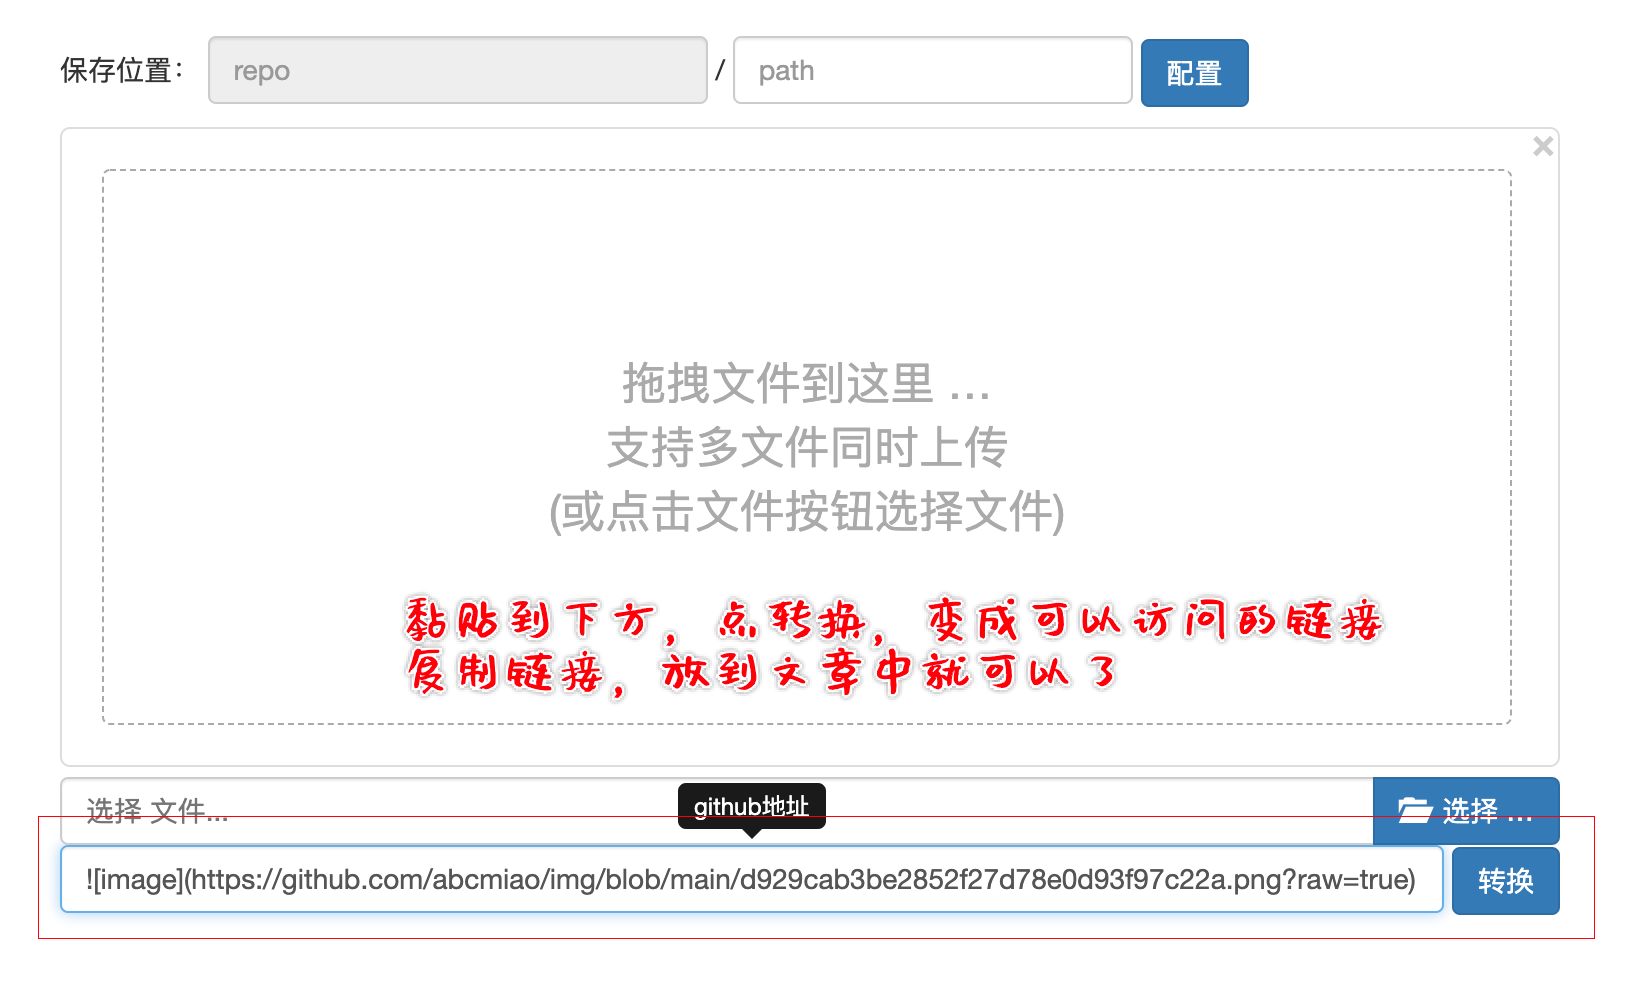 保存位置： repo / path 配置
×
拖拽文件到这里 ...
支持多文件同时上传
(或点击文件按钮选择文件)
黏贴到下方，点转换，变成可以访问的链接
复制链接，放到文章中就可以了
选择 文件... 选择 ...
github地址
![image](https://github.com/abcmiao/img/blob/main/d929cab3be2852f27d78e0d93f97c22a.png?raw=true) 转换